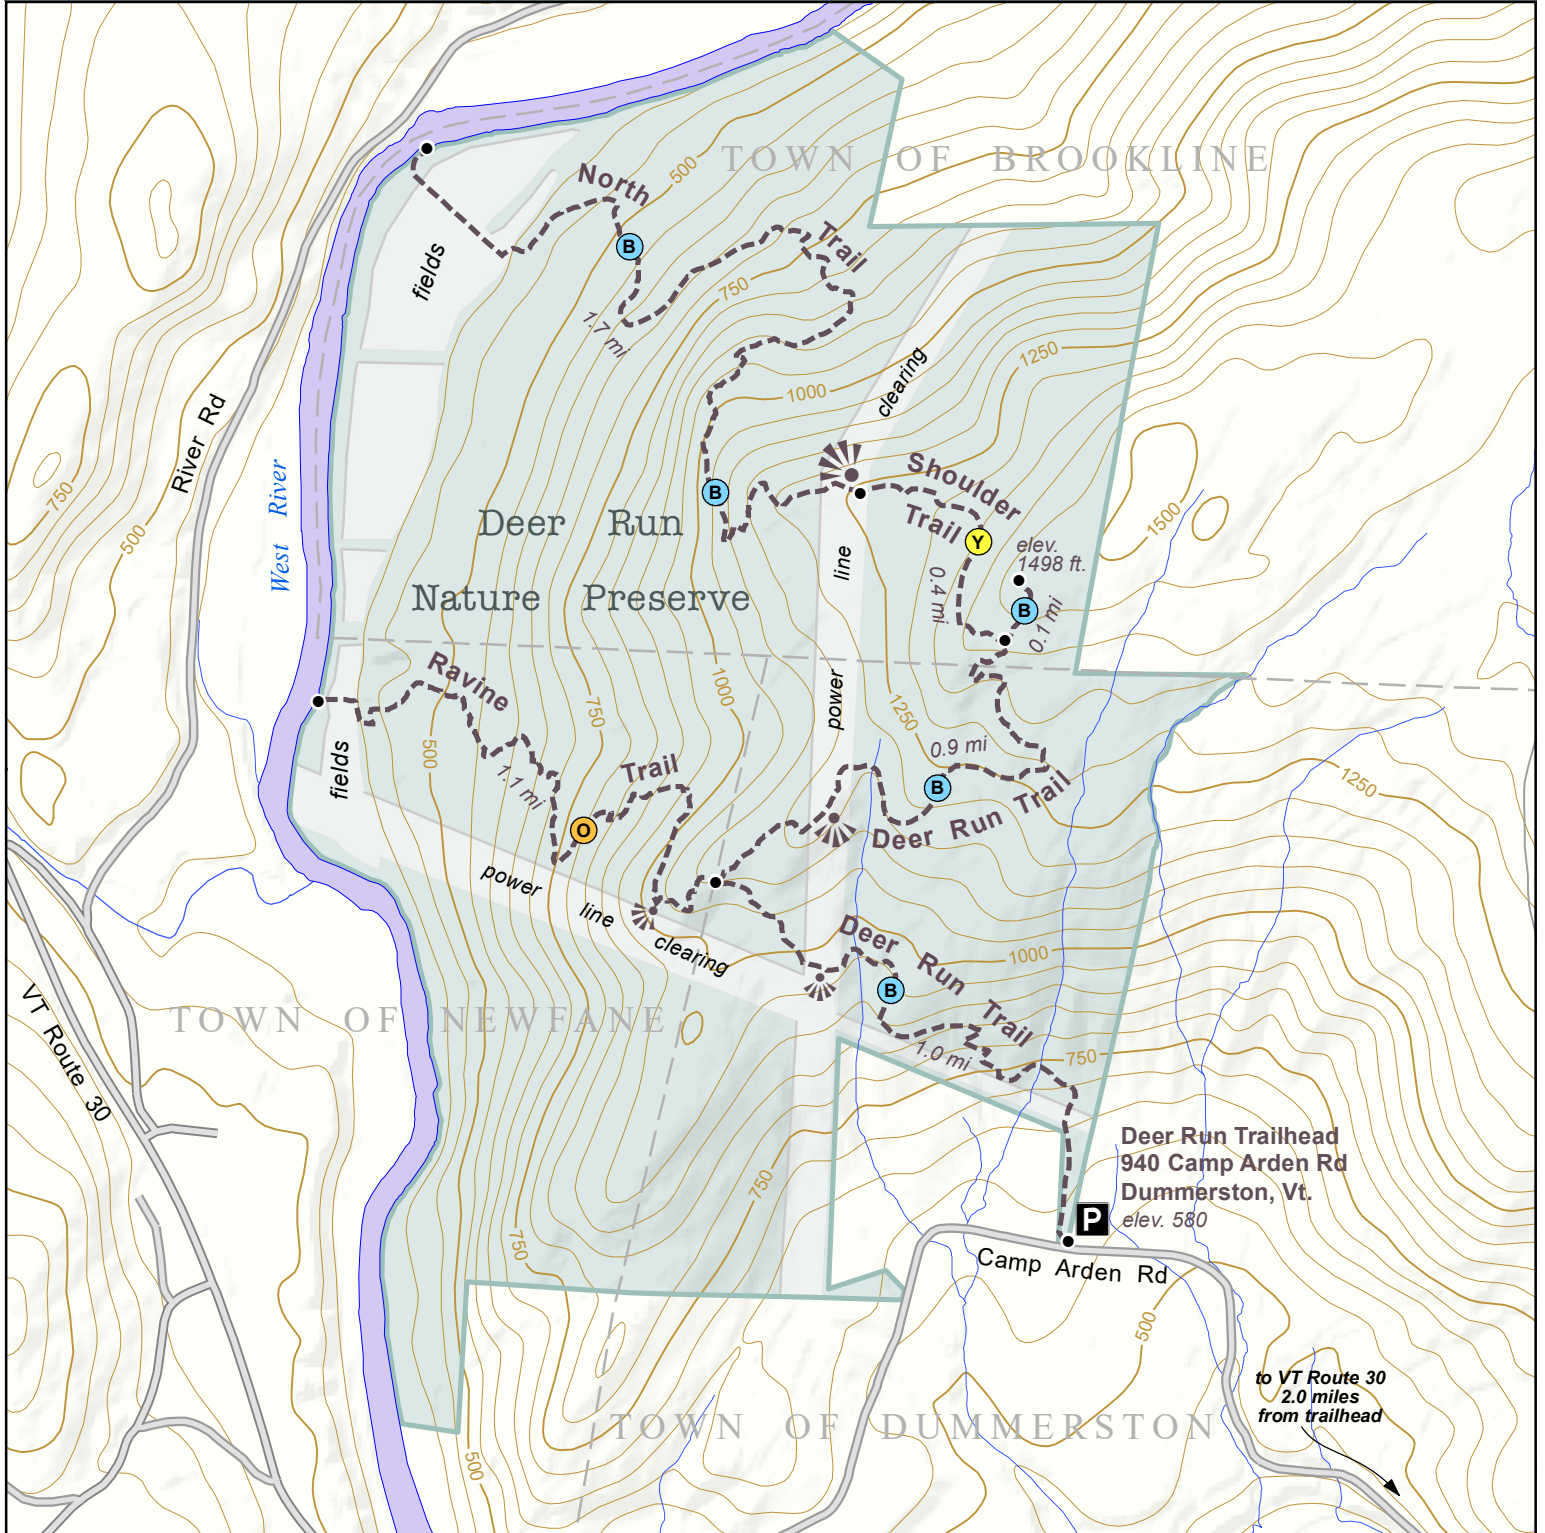 TOWN OF BROOKLINE
500
North
Trail
B
fields
750
1.7 mi
River Rd
1250
clearing
1000
West River
750
500
Shoulder
Trail
B
Y
1500
Deer Run
elev.
1498 ft.
line
0.4 mi
B
0.1 mi
Nature Preserve
Ravine
1000
power
750
1250
500
0.9 mi
fields
Trail
1.1 mi
B
1250
O
Deer Run Trail
power
line
clearing
Deer Run Trail
1000
B
VT Route 30
TOWN OF NEWFANE
1.0 mi
750
Deer Run Trailhead
940 Camp Arden Rd
Dummerston, Vt.
P
elev. 580
750
750
Camp Arden Rd
500
to VT Route 30
2.0 miles
from trailhead
TOWN OF DUMMERSTON
500